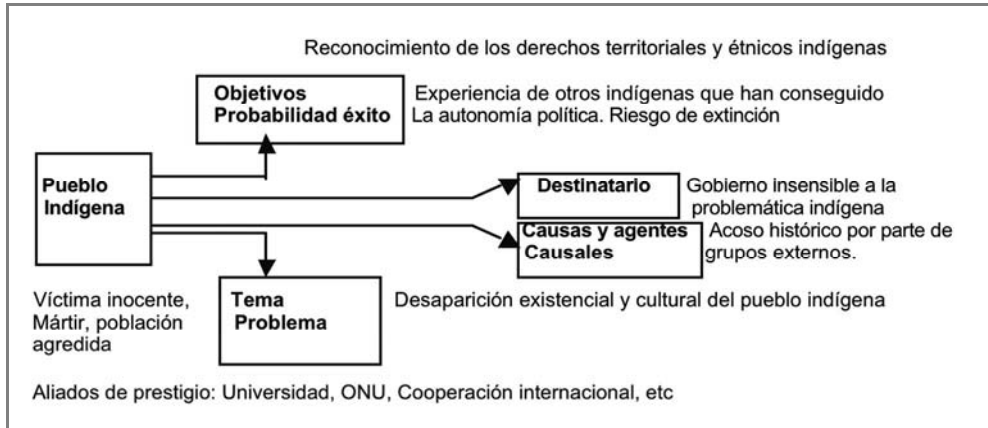 Reconocimiento de los derechos territoriales y étnicos indígenas
Objetivos
Probabilidad éxito
Experiencia de otros indígenas que han conseguido
La autonomía política. Riesgo de extinción
Pueblo
Indígena
Destinatario
Gobierno insensible a la
problemática indígena
Causas y agentes
Causales
Acoso histórico por parte de
grupos externos.
Víctima inocente,
Mártir, población
agredida
Tema
Problema
Desaparición existencial y cultural del pueblo indígena
Aliados de prestigio: Universidad, ONU, Cooperación internacional, etc